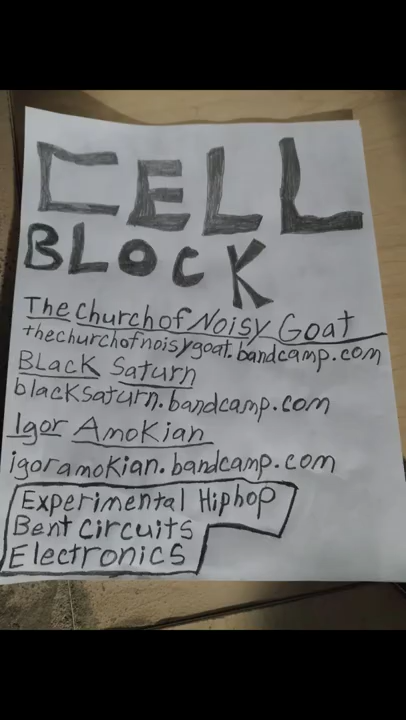 CELL
BLOCK
The Church of Noisy Goat
thechurchofnoisygoat.bandcamp.com
BLack Saturn
blacksaturn.bandcamp.com
Igor AmoKian
igoramokian.bandcamp.com
Experimental Hiphop
Bent Circuits
Electronics